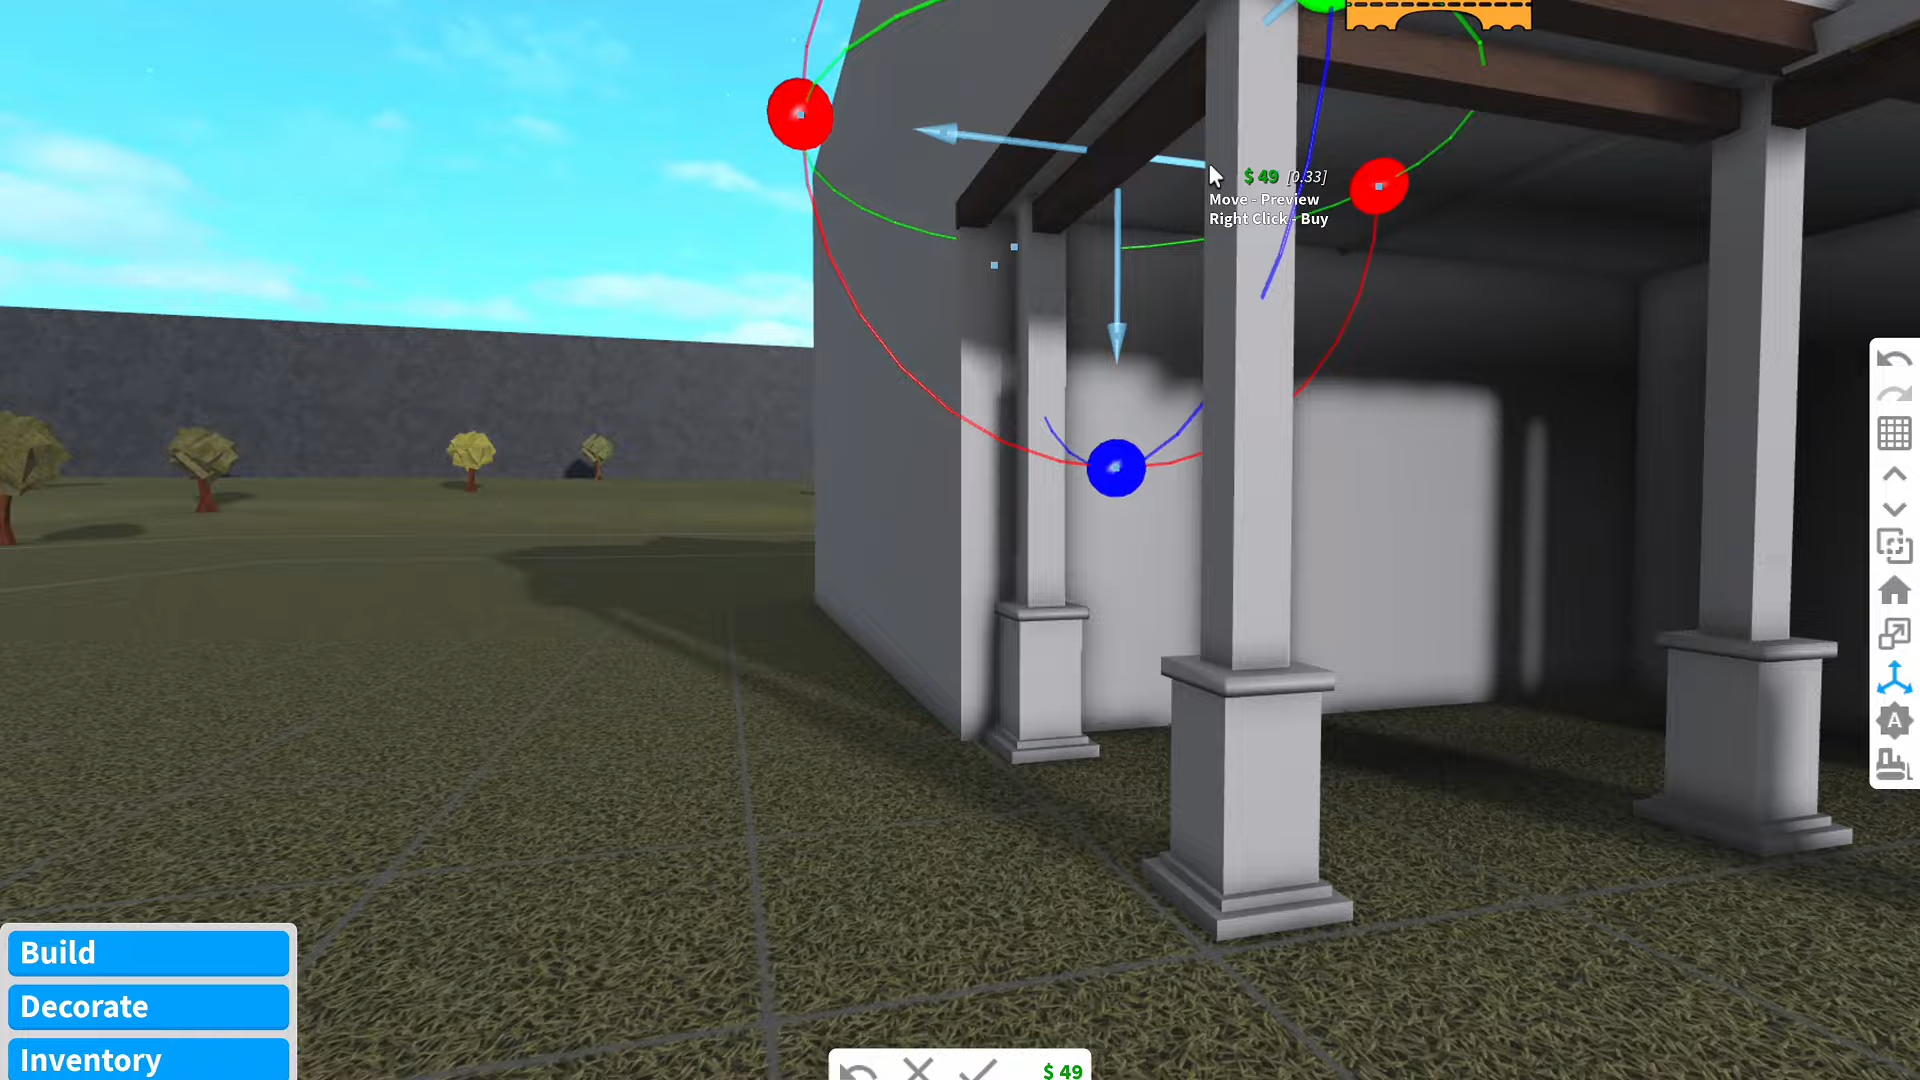 $ 49 [0.33]
Move - Preview
Right Click - Buy
A
Build
Decorate
Inventory
$ 49